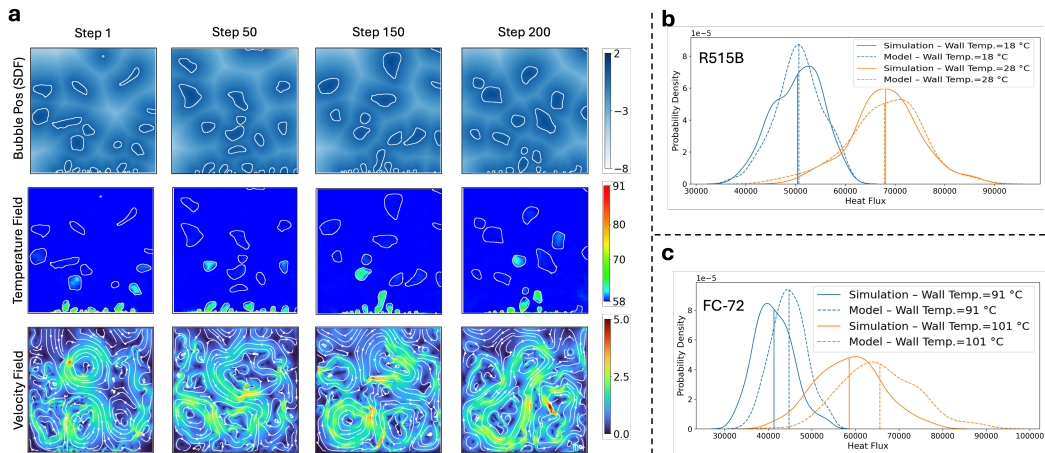 a
Step 1
Step 50
Step 150
Step 200
Bubble Pos (SDF)
2
−3
−8
Temperature Field
91
80
70
60
58
Velocity Field
5.0
2.5
0.0
b
1e−5
R515B
Simulation – Wall Temp.=18 °C
Model – Wall Temp.=18 °C
Simulation – Wall Temp.=28 °C
Model – Wall Temp.=28 °C
Probability Density
8
6
4
2
0
30000 40000 50000 60000 70000 80000 90000
Heat Flux
c
1e−5
FC-72
Simulation – Wall Temp.=91 °C
Model – Wall Temp.=91 °C
Simulation – Wall Temp.=101 °C
Model – Wall Temp.=101 °C
Probability Density
8
6
4
2
0
30000 40000 50000 60000 70000 80000 90000 100000
Heat Flux